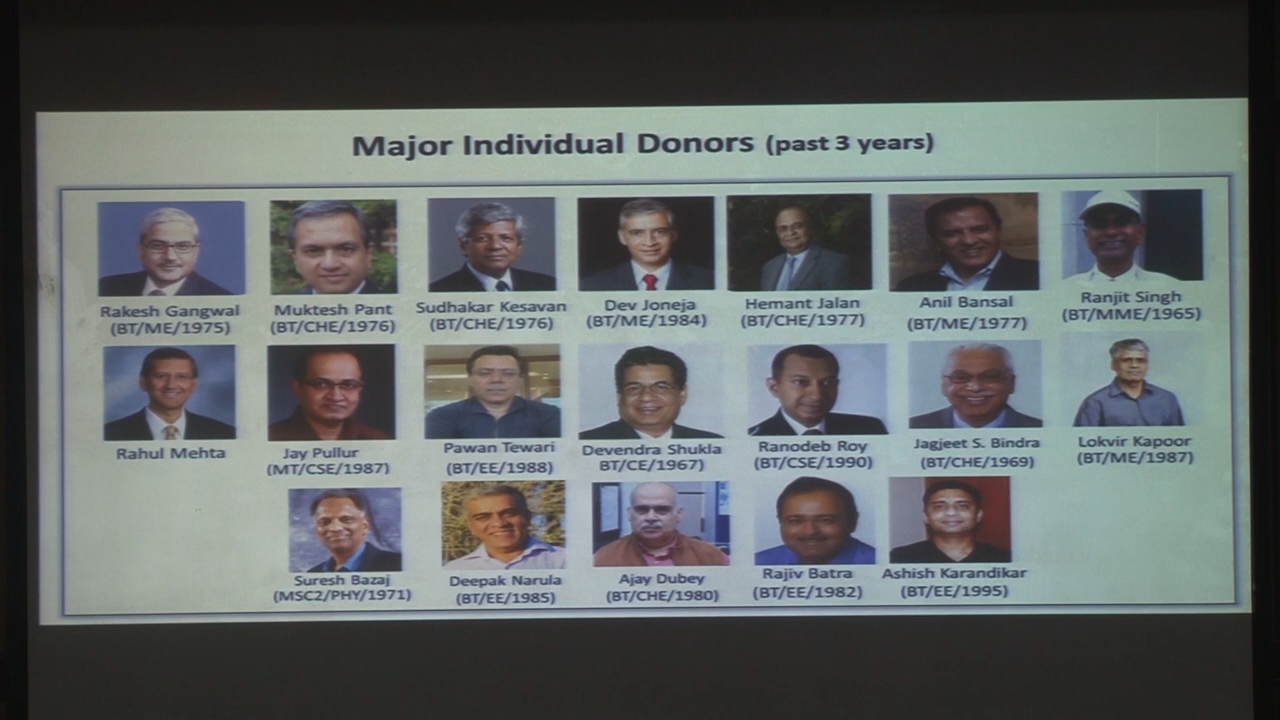 Major Individual Donors (past 3 years)
Rakesh Gangwal
(BT/ME/1975)
Muktesh Pant
(BT/CHE/1976)
Sudhakar Kesavan
(BT/CHE/1976)
Dev Joneja
(BT/ME/1984)
Hemant Jalan
(BT/CHE/1977)
Anil Bansal
(BT/ME/1977)
Ranjit Singh
(BT/MME/1965)
Rahul Mehta
Jay Pullur
(MT/CSE/1987)
Pawan Tewari
(BT/EE/1988)
Devendra Shukla
BT/CE/1967)
Ranodeb Roy
(BT/CSE/1990)
Jagjeet S. Bindra
(BT/CHE/1969)
Lokvir Kapoor
(BT/ME/1987)
Suresh Bazaj
(MSC2/PHY/1971)
Deepak Narula
(BT/EE/1985)
Ajay Dubey
(BT/CHE/1980)
Rajiv Batra
(BT/EE/1982)
Ashish Karandikar
(BT/EE/1995)